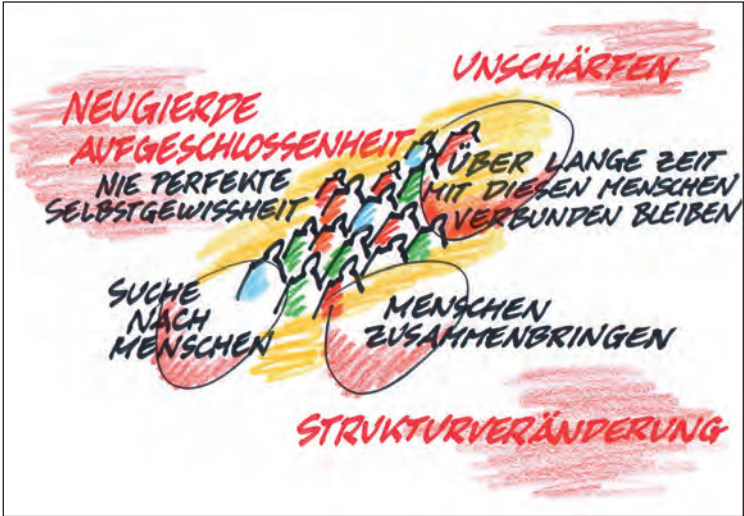 UNSCHÄRFEN
NEUGIERDE
AUFGESCHLOSSENHEIT
NIE PERFEKTE
SELBSTGEWISSHEIT
ÜBER LANGE ZEIT
MIT DIESEN MENSCHEN
VERBUNDEN BLEIBEN
SUCHE
NACH
MENSCHEN
MENSCHEN
ZUSAMMENBRINGEN
STRUKTURVERÄNDERUNG